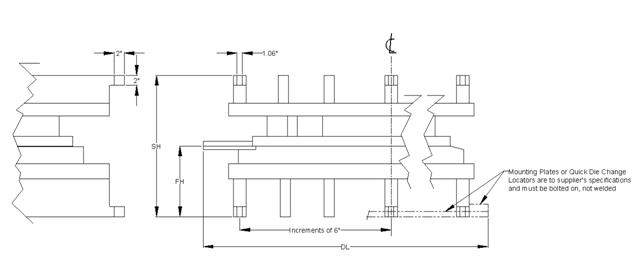 2"
1.06"
CL
2"
SH
FH
Mounting Plates or Quick Die Change
Locators are to supplier's specifications
and must be bolted on, not welded
Increments of 6"
DL